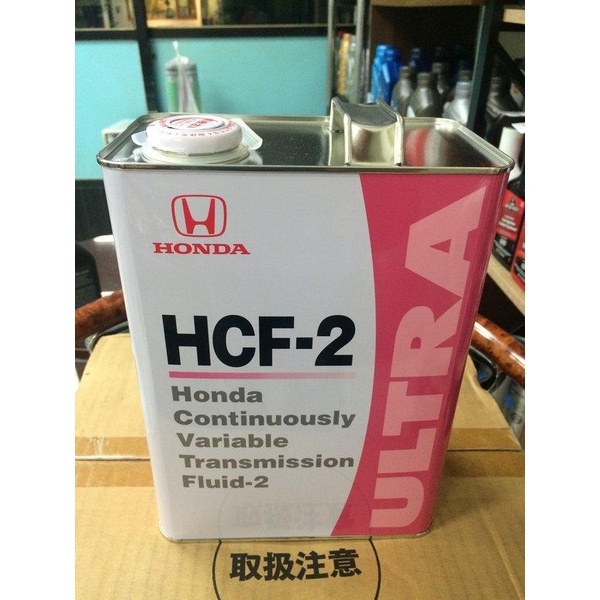 HONDA
HCF-2
Honda
Continuously
Variable
Transmission
Fluid-2
ULTRA
取扱注意